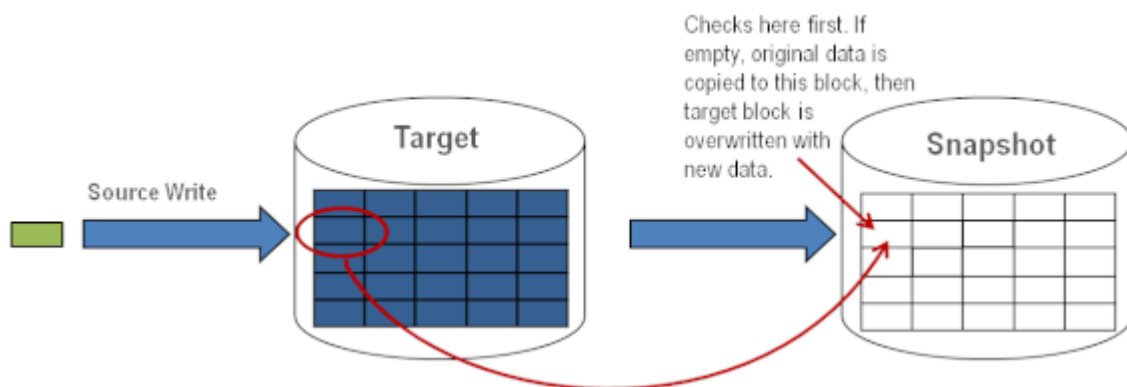 Checks here first. If
empty, original data is
copied to this block, then
target block is
overwritten with
new data.
Target
Snapshot
Source Write